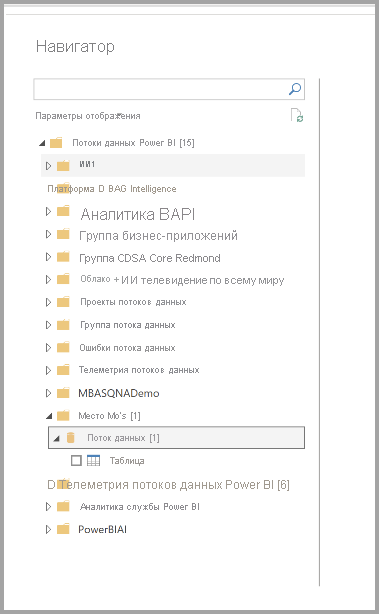 Навигатор
Параметры отображения
Потоки данных Power BI [15]
ИИ1
Платформа D BAG Intelligence
Аналитика BAPI
Группа бизнес-приложений
Группа CDSA Core Redmond
Облако + ИИ телевидение по всему миру
Проекты потоков данных
Группа потока данных
Ошибки потока данных
Телеметрия потоков данных
MBASQNADemo
Место Mo's [1]
Поток данных [1]
Таблица
D Телеметрия потоков данных Power BI [6]
Аналитика службы Power BI
PowerBIAI